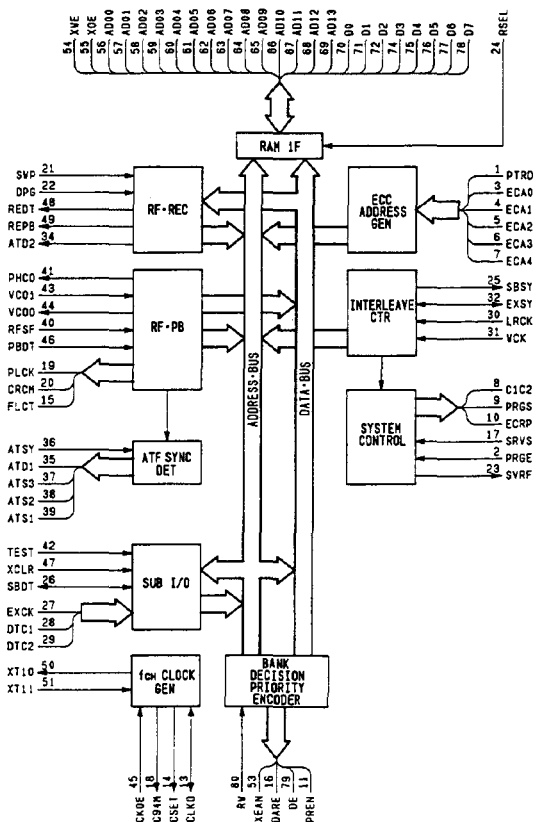 54 XWE
55 XOE
56 AD00
57 AD01
58 AD02
59 AD03
60 AD04
61 AD05
62 AD06
63 AD07
64 AD08
65 AD09
66 AD10
67 AD11
68 AD12
69 AD13
70 D0
71 D1
72 D2
74 D3
75 D4
76 D5
77 D6
78 D7
24 RSEL
RAM IF
SWP 21
DPG 22
REDT 48
REPB 49
ATD2 34
RF·REC
ECC
ADDRESS
GEN
1 PTRD
3 ECA0
4 ECA1
5 ECA2
6 ECA3
7 ECA4
PHCO 41
VCOi 43
VCOO 44
RFSF 40
PBDT 46
RF·PB
PLCK 19
CRCM 20
FLCT 15
INTERLEAVE
CTR
25 SBSY
32 EXSY
30 LRCK
31 WCK
ADDRESS·BUS
DATA·BUS
SYSTEM
CONTROL
8 C1C2
9 PRGS
10 ECRP
17 SRVS
2 PRGE
23 SVRF
ATSY 36
ATD1 35
ATS3 37
ATS2 38
ATS1 39
ATF SYNC
DET
TEST 42
XCLR 47
SBDT 26
EXCK 27
DTC1 28
DTC2 29
SUB I/O
XT10 50
XT11 51
fCH CLOCK
GEN
BANK
DECISION
PRIORITY
ENCODER
45 CKOE
18 C94M
14 CSET
13 CLKO
80 RW
53 XEAN
16 DARE
79 DE
11 PREN